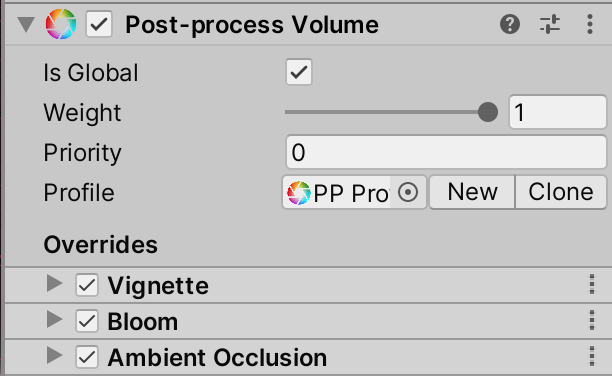 Post-process Volume
Is Global
Weight 1
Priority 0
Profile PP Pro New Clone
Overrides
Vignette
Bloom
Ambient Occlusion